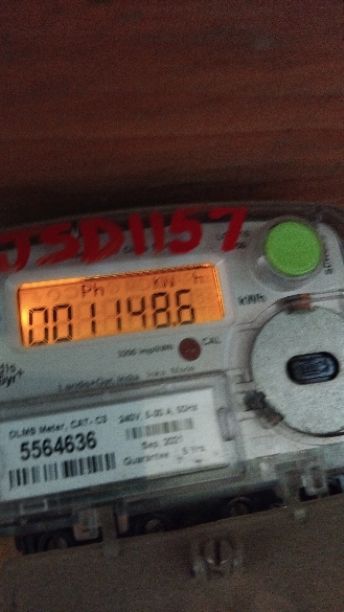 JSD1157
Ph KW h
001148.6
kWh
3200 imp/kWh CAL
Landis+Gyr, India
DLMS Meter, CAT- C3 240V, 5-30 A, 50Hz
5564636
Sep, 2021
Guarantee 5 Yrs